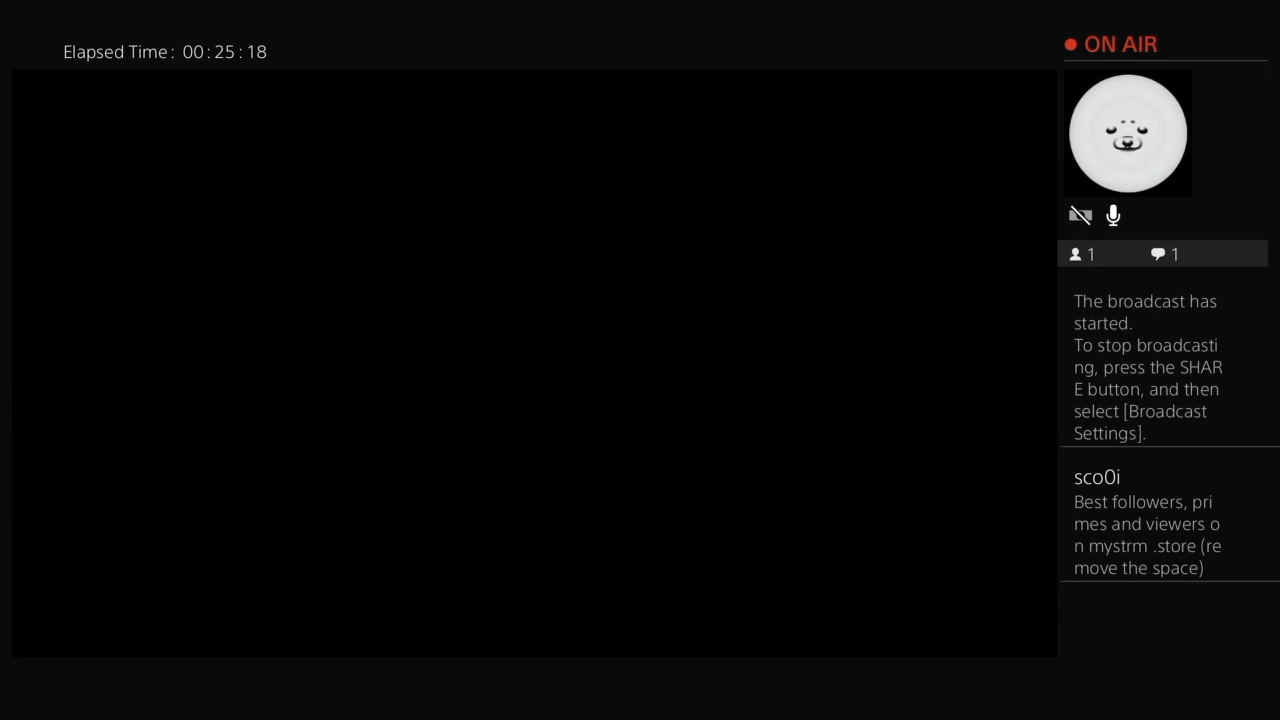 Elapsed Time: 00:25:18
ON AIR
1 1
The broadcast has
started.
To stop broadcasti
ng, press the SHAR
E button, and then
select [Broadcast
Settings].
sco0i
Best followers, pri
mes and viewers o
n mystrm .store (re
move the space)